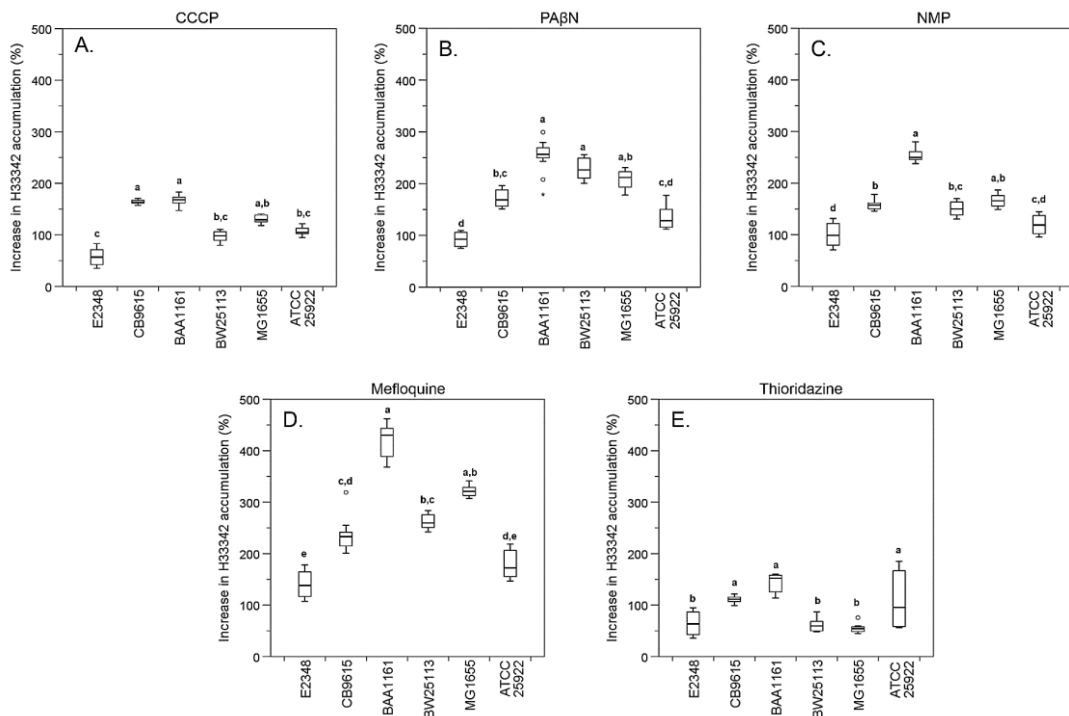 CCCP
A.
Increase in H33342 accumulation (%)
500
400
300
200
100
0
c
a
a
b,c
a,b
b,c
E2348
CB9615
BAA1161
BW25113
MG1655
ATCC
25922
PAβN
B.
Increase in H33342 accumulation (%)
500
400
300
200
100
0
d
b,c
a
a
a,b
c,d
*
E2348
CB9615
BAA1161
BW25113
MG1655
ATCC
25922
NMP
C.
Increase in H33342 accumulation (%)
500
400
300
200
100
0
d
b
a
b,c
a,b
c,d
E2348
CB9615
BAA1161
BW25113
MG1655
ATCC
25922
Mefloquine
D.
Increase in H33342 accumulation (%)
500
400
300
200
100
0
e
c,d
a
b,c
a,b
d,e
E2348
CB9615
BAA1161
BW25113
MG1655
ATCC
25922
Thioridazine
E.
Increase in H33342 accumulation (%)
500
400
300
200
100
0
b
a
a
b
b
a
E2348
CB9615
BAA1161
BW25113
MG1655
ATCC
25922